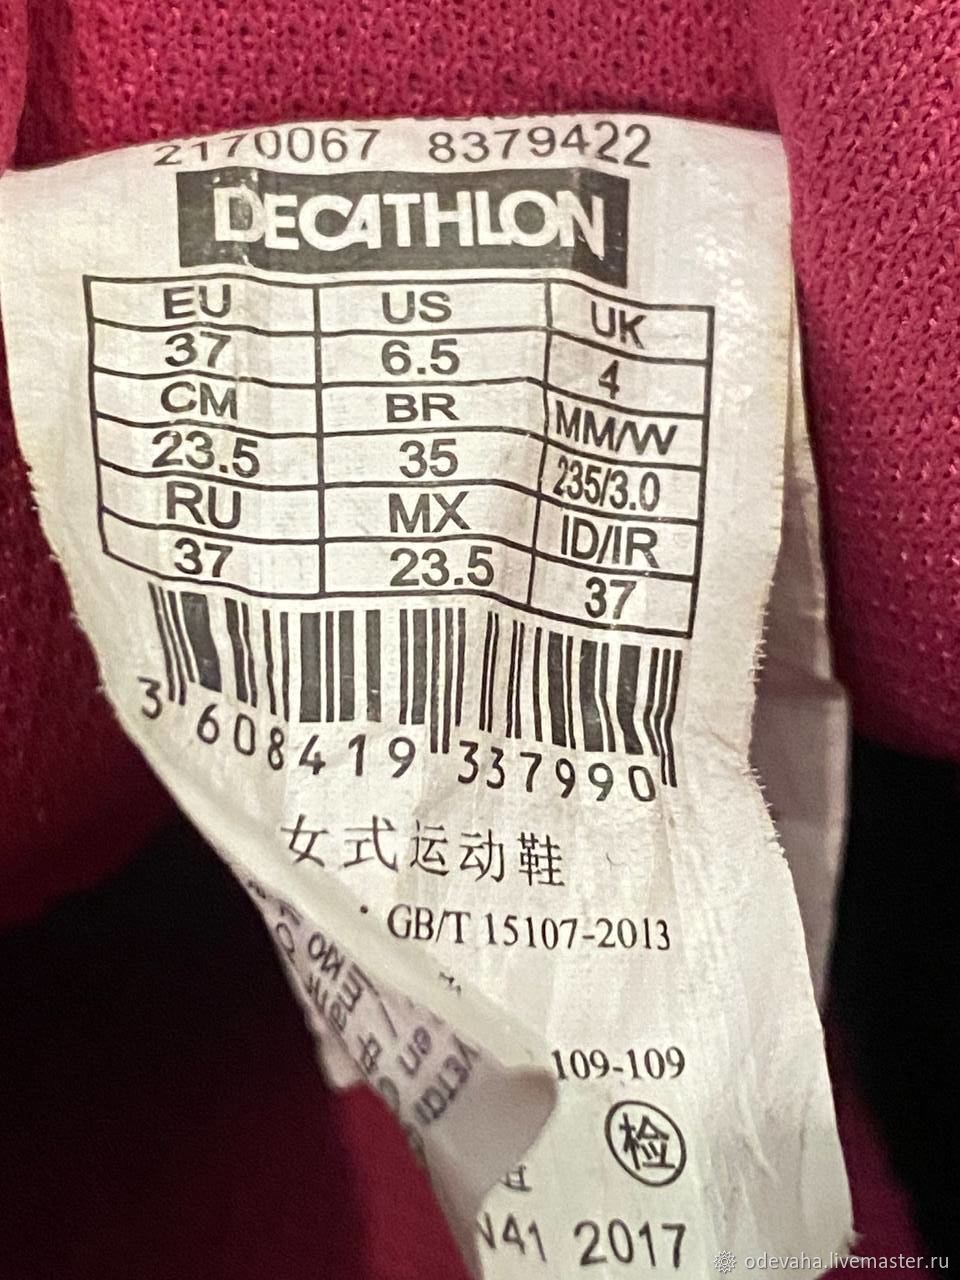 2170067 8379422
DECATHLON
EU US UK
37 6.5 4
CM BR MM/W
23.5 35 235/3.0
RU MX ID/IR
37 23.5 37
3 608419 337990
女式运动鞋
GB/T 15107-2013
109-109
检
41 2017
odevaha.livemaster.ru